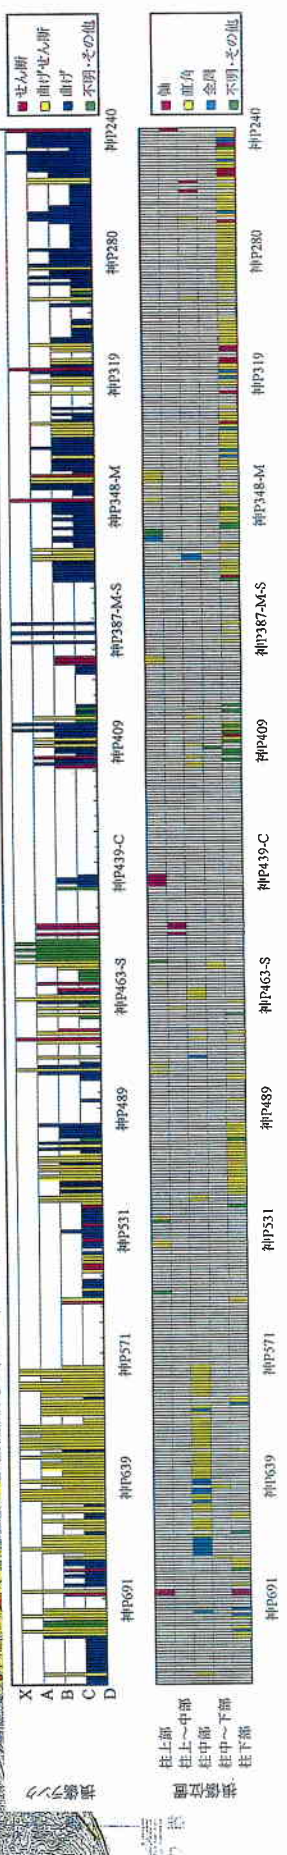 せん断
曲げ・せん断
曲げ
不明・その他
損傷ランク
X
A
B
C
D
神P691
神P639
神P571
神P531
神P489
神P463-S
神P439-C
神P409
神P387-M-S
神P348-M
神P319
神P280
神P240
直角
全周
不明・その他
損傷位置
柱上部
柱上～中部
柱中部
柱中～下部
柱下部
神P691
神P639
神P571
神P531
神P489
神P463-S
神P439-C
神P409
神P387-M-S
神P348-M
神P319
神P280
神P240